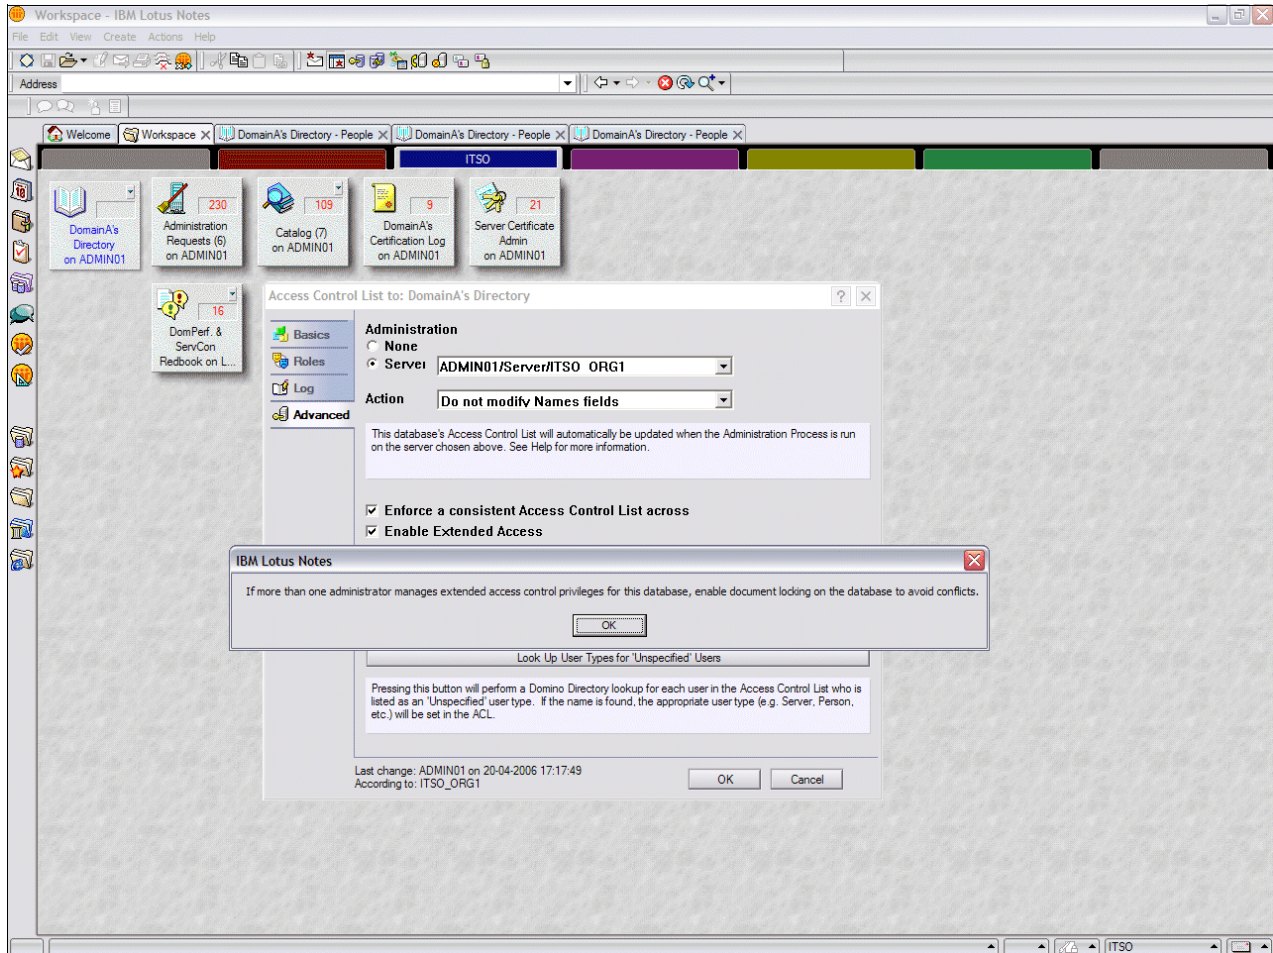 Workspace - IBM Lotus Notes
File Edit View Create Actions Help
Address
Welcome Workspace DomainA's Directory - People DomainA's Directory - People DomainA's Directory - People
ITSO
DomainA's
Directory
on ADMIN01
230
Administration
Requests (6)
on ADMIN01
109
Catalog (7)
on ADMIN01
9
DomainA's
Certification Log
on ADMIN01
21
Server Certificate
Admin
on ADMIN01
16
DomPerf. &
ServCon
Redbook on L...
Access Control List to: DomainA's Directory
Basics
Roles
Log
Advanced
Administration
None
Server ADMIN01/Server/ITSO_ORG1
Action Do not modify Names fields
This database's Access Control List will automatically be updated when the Administration Process is run
on the server chosen above. See Help for more information.
Enforce a consistent Access Control List across
Enable Extended Access
IBM Lotus Notes
If more than one administrator manages extended access control privileges for this database, enable document locking on the database to avoid conflicts.
OK
Look Up User Types for 'Unspecified' Users
Pressing this button will perform a Domino Directory lookup for each user in the Access Control List who is
listed as an 'Unspecified' user type. If the name is found, the appropriate user type (e.g. Server, Person,
etc.) will be set in the ACL.
Last change: ADMIN01 on 20-04-2006 17:17:49
According to: ITSO_ORG1
OK Cancel
ITSO